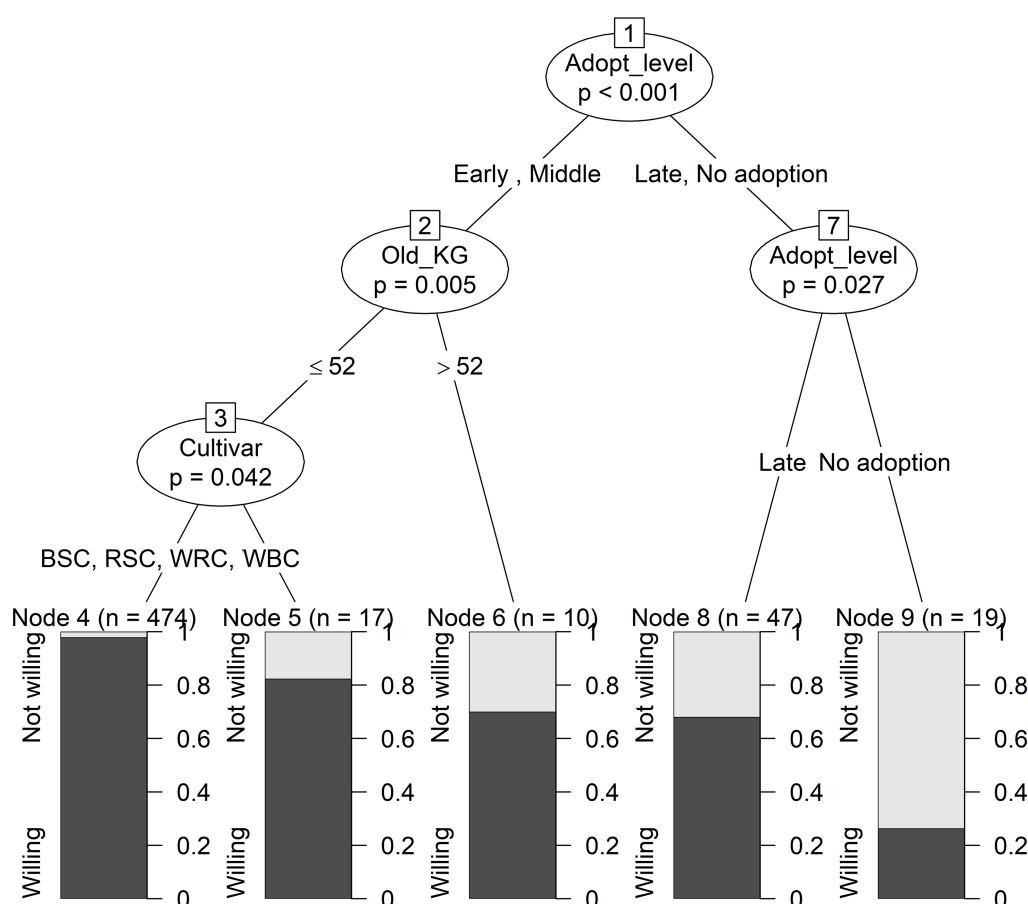 1
Adopt_level
p < 0.001
Early , Middle
Late, No adoption
2
Old_KG
p = 0.005
7
Adopt_level
p = 0.027
≤ 52
> 52
3
Cultivar
p = 0.042
Late
No adoption
BSC, RSC, WRC, WBC
Node 4 (n = 474)
Not willing
Willing
1
0.8
0.6
0.4
0.2
0
Node 5 (n = 17)
Not willing
Willing
1
0.8
0.6
0.4
0.2
0
Node 6 (n = 10)
Not willing
Willing
1
0.8
0.6
0.4
0.2
0
Node 8 (n = 47)
Not willing
Willing
1
0.8
0.6
0.4
0.2
0
Node 9 (n = 19)
Not willing
Willing
1
0.8
0.6
0.4
0.2
0